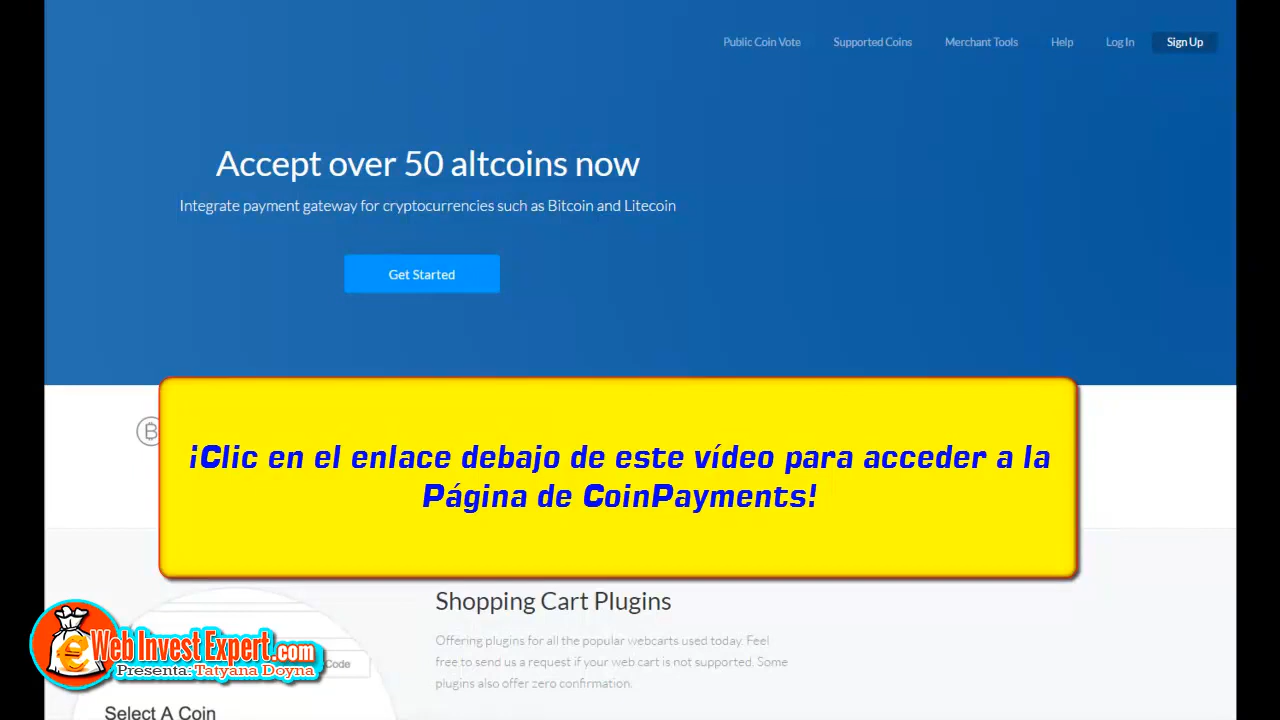 Public Coin Vote Supported Coins Merchant Tools Help Log In Sign Up
Accept over 50 altcoins now
Integrate payment gateway for cryptocurrencies such as Bitcoin and Litecoin
Get Started
¡Clic en el enlace debajo de este vídeo para acceder a la
Página de CoinPayments!
Shopping Cart Plugins
Offering plugins for all the popular webcarts used today. Feel
free to send us a request if your web cart is not supported. Some
plugins also offer zero confirmation.
Code
Web Invest Expert.com
Presenta: Tatyana Doyna
Select A Coin